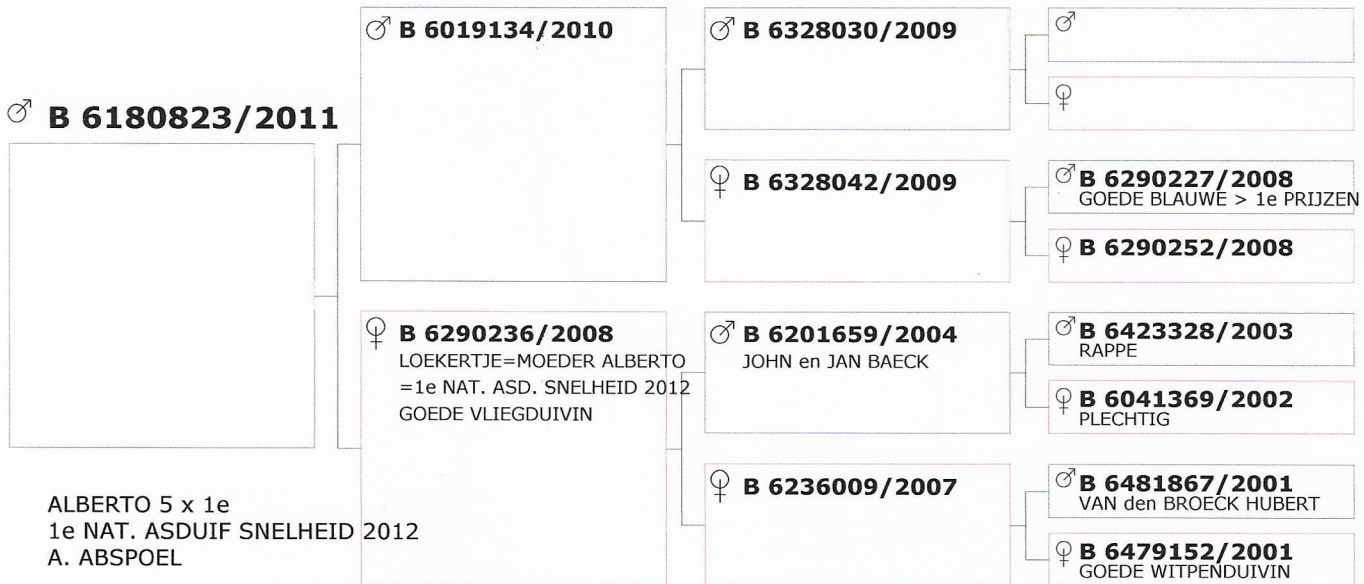 ♂ B 6180823/2011
ALBERTO 5 x 1e
1e NAT. ASDUIF SNELHEID 2012
A. ABSPOEL
♂ B 6019134/2010
♀ B 6290236/2008
LOEKERTJE=MOEDER ALBERTO
=1e NAT. ASD. SNELHEID 2012
GOEDE VLIEGDUIVIN
♂ B 6328030/2009
♀ B 6328042/2009
♂ B 6201659/2004
JOHN en JAN BAECK
♀ B 6236009/2007
♂
♀
♂ B 6290227/2008
GOEDE BLAUWE > 1e PRIJZEN
♀ B 6290252/2008
♂ B 6423328/2003
RAPPE
♀ B 6041369/2002
PLECHTIG
♂ B 6481867/2001
VAN den BROECK HUBERT
♀ B 6479152/2001
GOEDE WITPENDUIVIN